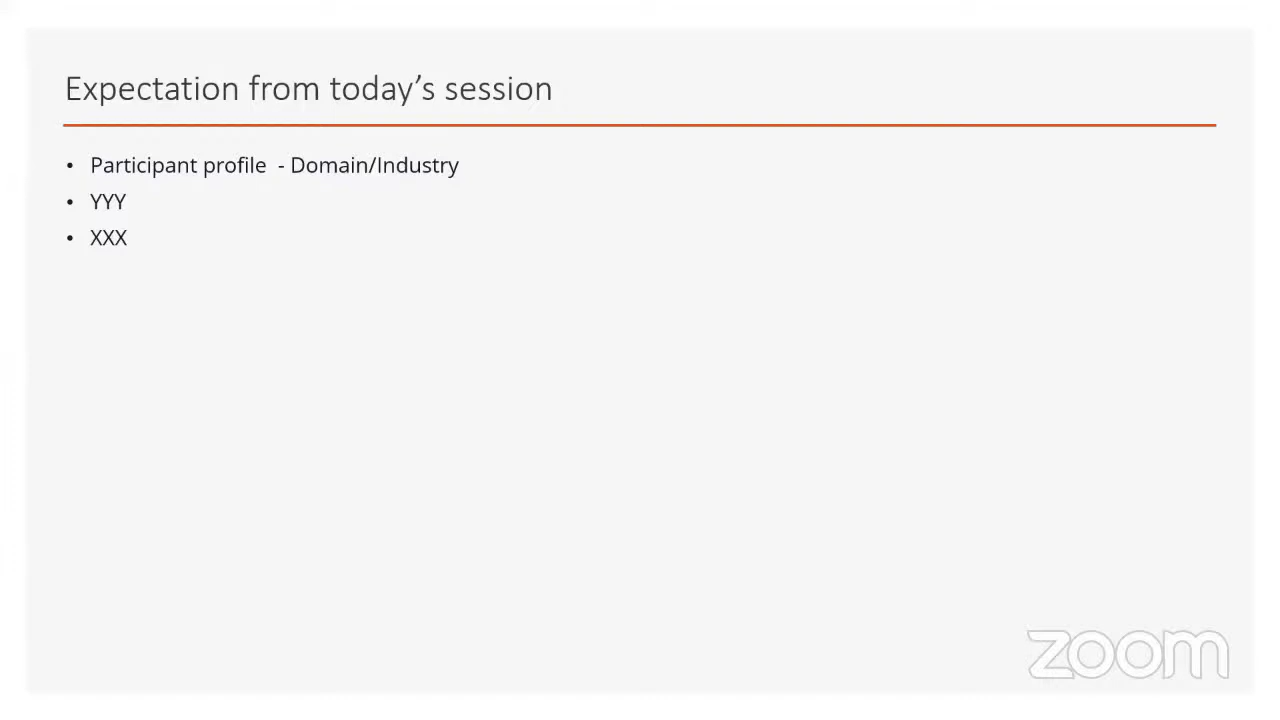 Expectation from today’s session
• Participant profile  - Domain/Industry
• YYY
• XXX
zoom